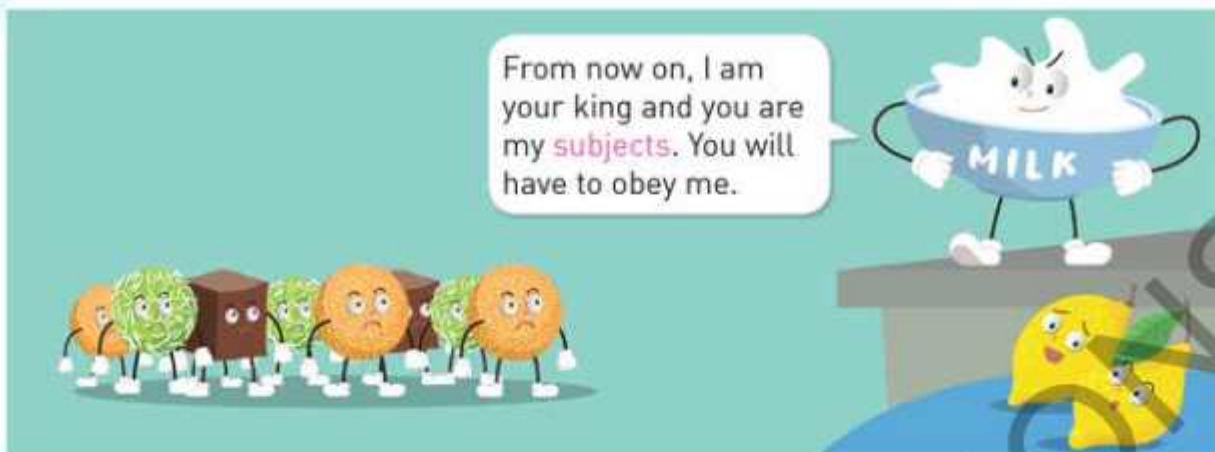 From now on, I am
your king and you are
my subjects. You will
have to obey me.
MILK